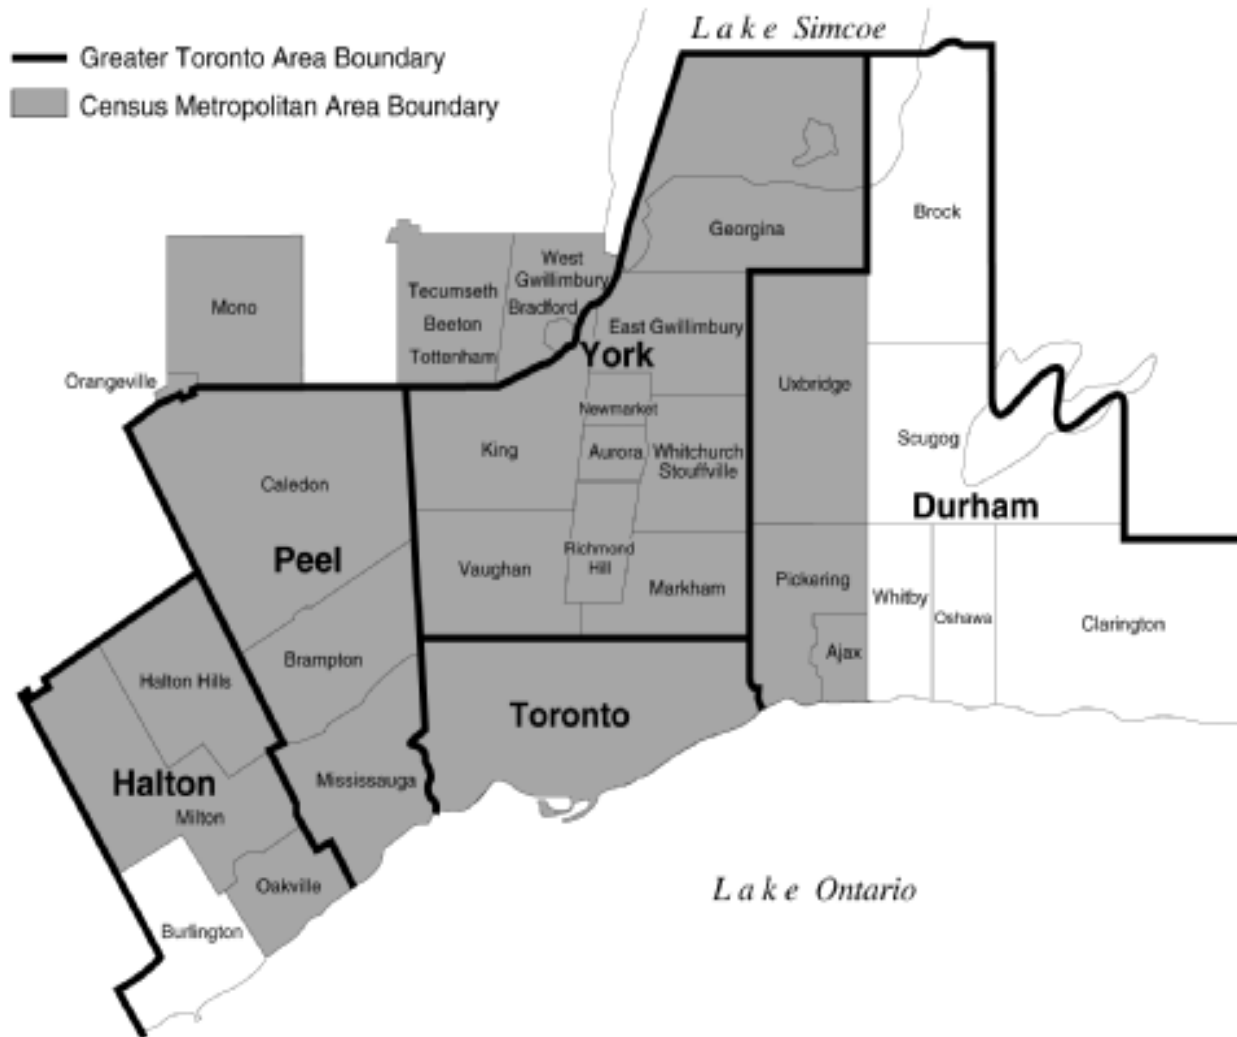 Lake Simcoe
Greater Toronto Area Boundary
Census Metropolitan Area Boundary
Brock
Georgina
West
Gwillimbury
Tecumseth
Bradford
Mono
Beeton
East Gwillimbury
Tottenham
York
Orangeville
Uxbridge
Newmarket
Scugog
King
Aurora
Whitchurch
Stouffville
Caledon
Durham
Peel
Richmond
Hill
Vaughan
Markham
Pickering
Whitby
Oshawa
Clarington
Ajax
Brampton
Halton Hills
Toronto
Mississauga
Halton
Milton
Oakville
Lake Ontario
Burlington